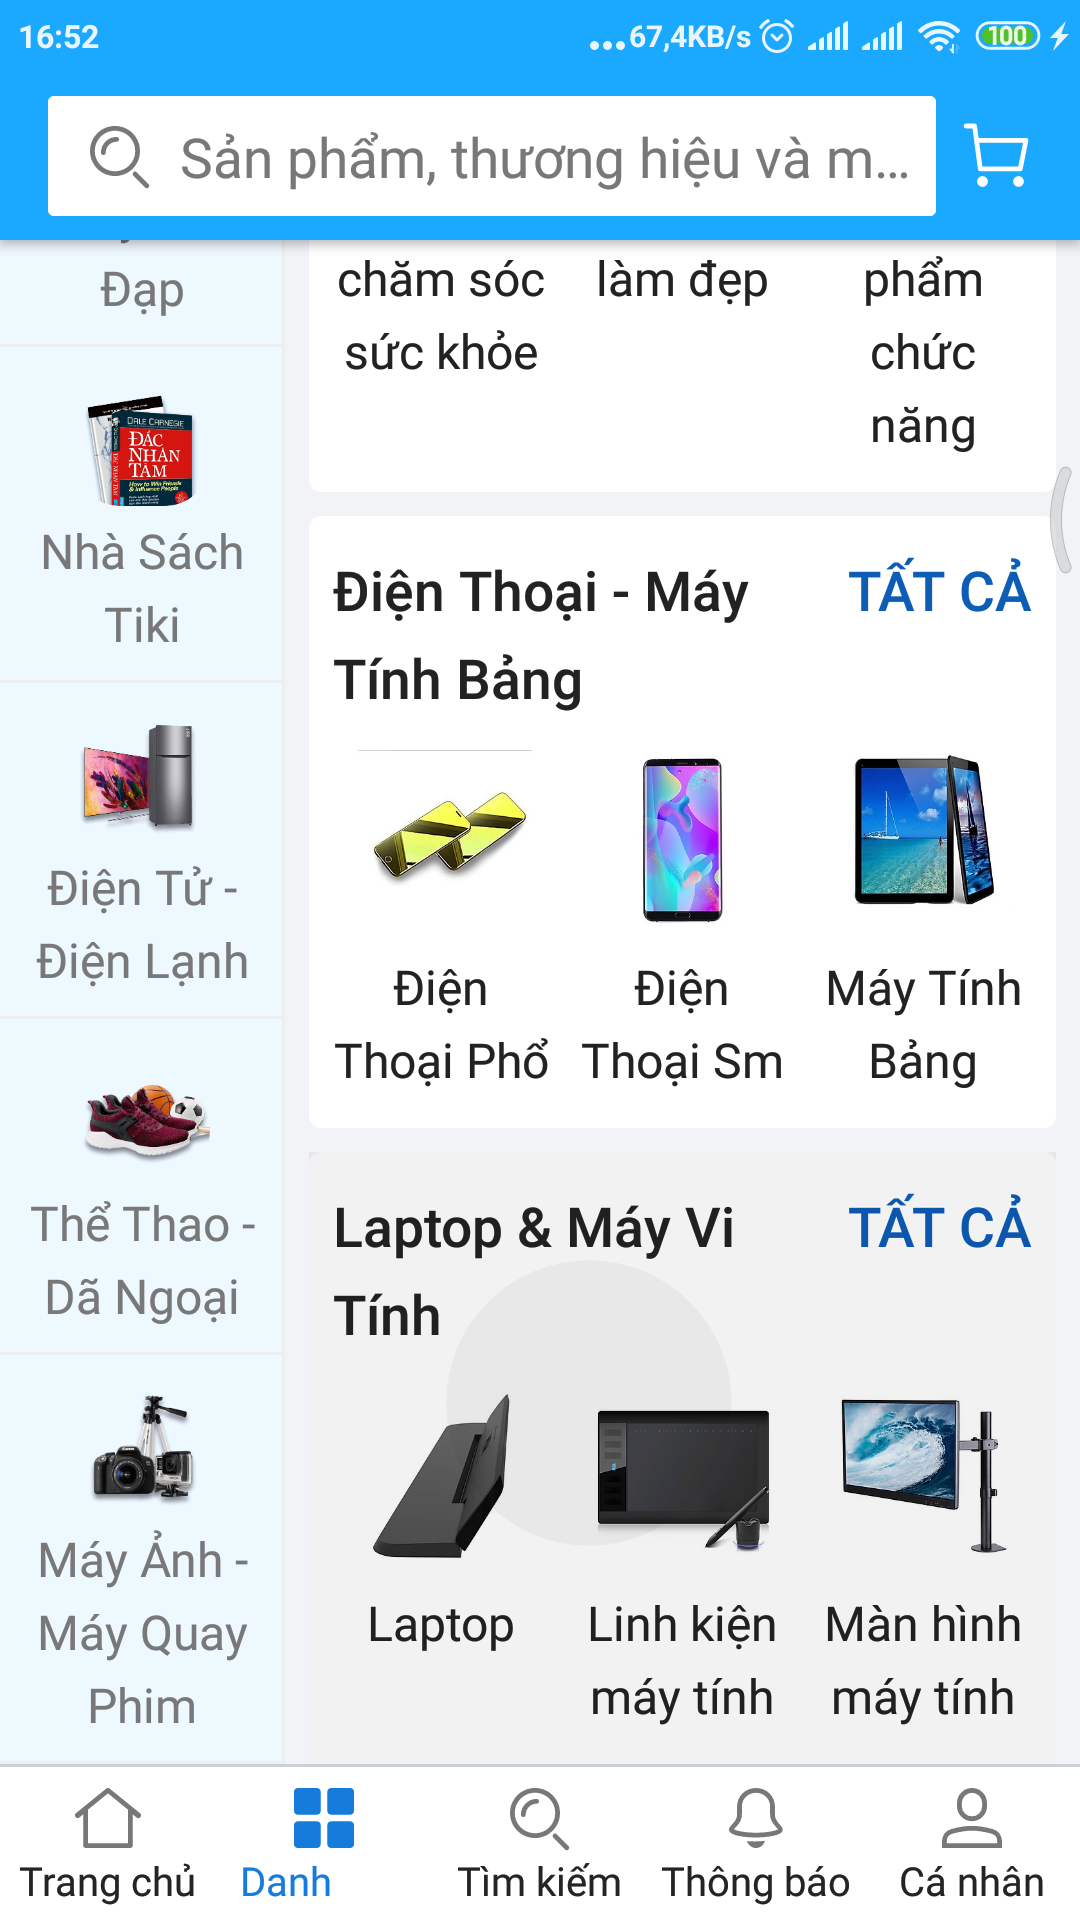 16:52
...67,4KB/s
100
Sản phẩm, thương hiệu và m...
Đạp
Nhà Sách
Tiki
Điện Tử -
Điện Lạnh
Thể Thao -
Dã Ngoại
Máy Ảnh -
Máy Quay
Phim
chăm sóc
sức khỏe
làm đẹp
phẩm
chức
năng
Điện Thoại - Máy
Tính Bảng
TẤT CẢ
Điện
Thoại Phổ
Điện
Thoại Sm
Máy Tính
Bảng
Laptop & Máy Vi
Tính
TẤT CẢ
Laptop
Linh kiện
máy tính
Màn hình
máy tính
DALE CARNEGIE
ĐẮC
NHÂN
TÂM
How to Win Friends
& Influence People
Trang chủ
Danh
Tìm kiếm
Thông báo
Cá nhân